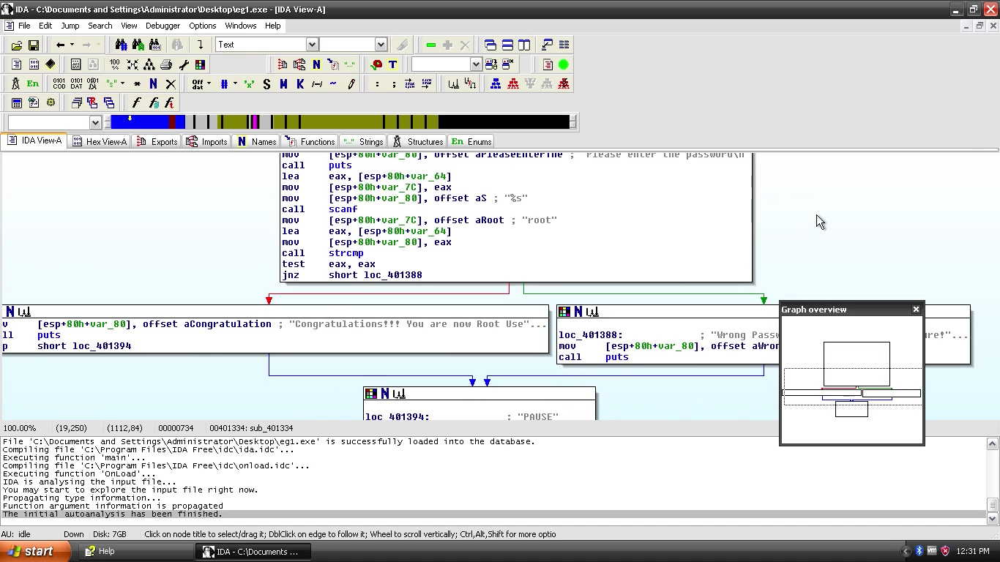 IDA - C:\Documents and Settings\Administrator\Desktop\eg1.exe - [IDA View-A]
File Edit Jump Search View Debugger Options Windows Help
Text
En
Off dat
IDA View-A Hex View-A Exports Imports N Names Functions Strings Structures En Enums
mov [esp+80h+var_80], offset aPleaseEnterThe ; "Please enter the password\n"
call puts
lea eax, [esp+80h+var_64]
mov [esp+80h+var_7C], eax
mov [esp+80h+var_80], offset aS ; "%s"
call scanf
mov [esp+80h+var_7C], offset aRoot ; "root"
lea eax, [esp+80h+var_64]
mov [esp+80h+var_80], eax
call strcmp
test eax, eax
jnz short loc_401388
v [esp+80h+var_80], offset aCongratulation ; "Congratulations!!! You are now Root Use"...
ll puts
p short loc_401394
loc_401388: ; "Wrong Passw
mov [esp+80h+var_80], offset aWron
call puts
ure!"...
Graph overview
loc_401394: ; "PAUSE"
100.00% (19,250) (1112,84) 00000734 00401334: sub_401334
File 'C:\Documents and Settings\Administrator\Desktop\eg1.exe' is successfully loaded into the database.
Compiling file 'C:\Program Files\IDA Free\idc\ida.idc'...
Executing function 'main'...
Compiling file 'C:\Program Files\IDA Free\idc\onload.idc'...
Executing function 'OnLoad'...
IDA is analysing the input file...
You may start to explore the input file right now.
Propagating type information...
Function argument information is propagated
The initial autoanalysis has been finished.
AU: idle Down Disk: 7GB Click on node title to select/drag it; DblClick on edge to follow it; Wheel to scroll vertically; Ctrl,Alt,Shift for more optio
start Help IDA - C:\Documents ... 12:31 PM